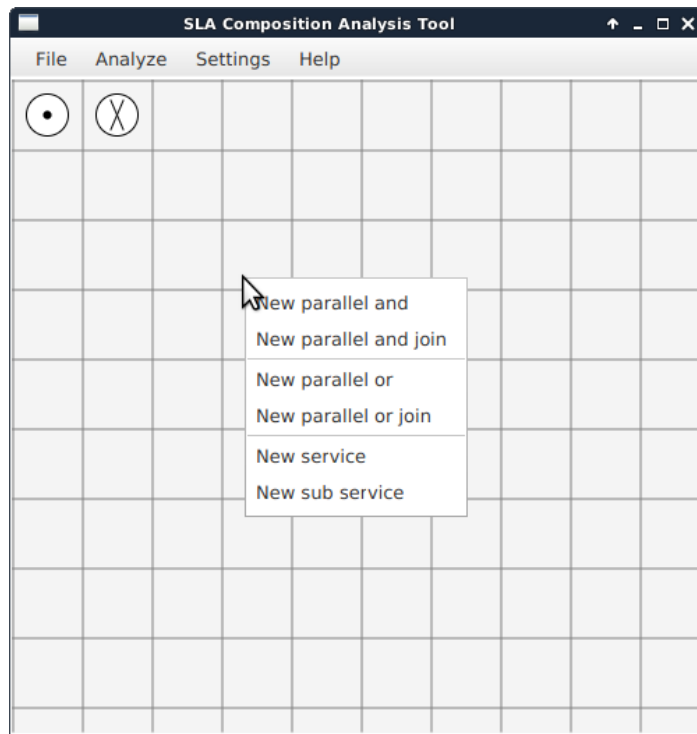 SLA Composition Analysis Tool
File Analyze Settings Help
New parallel and
New parallel and join
New parallel or
New parallel or join
New service
New sub service